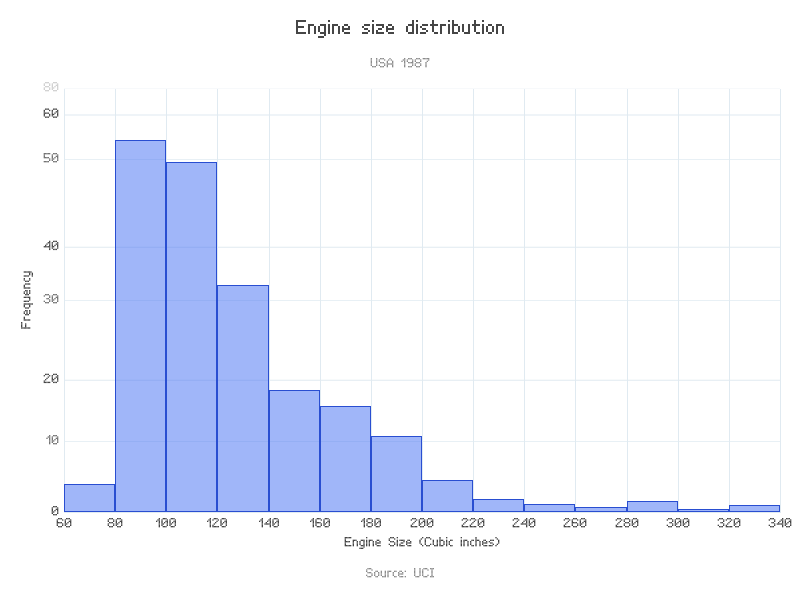 Engine size distribution
USA 1987
80
60
50
40
30
20
10
0
Frequency
60 80 100 120 140 160 180 200 220 240 260 280 300 320 340
Engine Size (Cubic inches)
Source: UCI